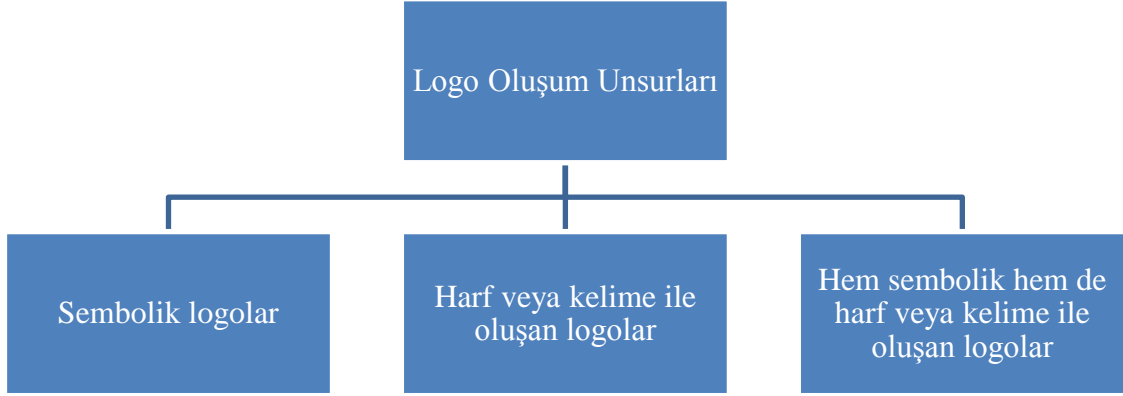 Logo Oluşum Unsurları
Sembolik logolar
Harf veya kelime ile
oluşan logolar
Hem sembolik hem de
harf veya kelime ile
oluşan logolar